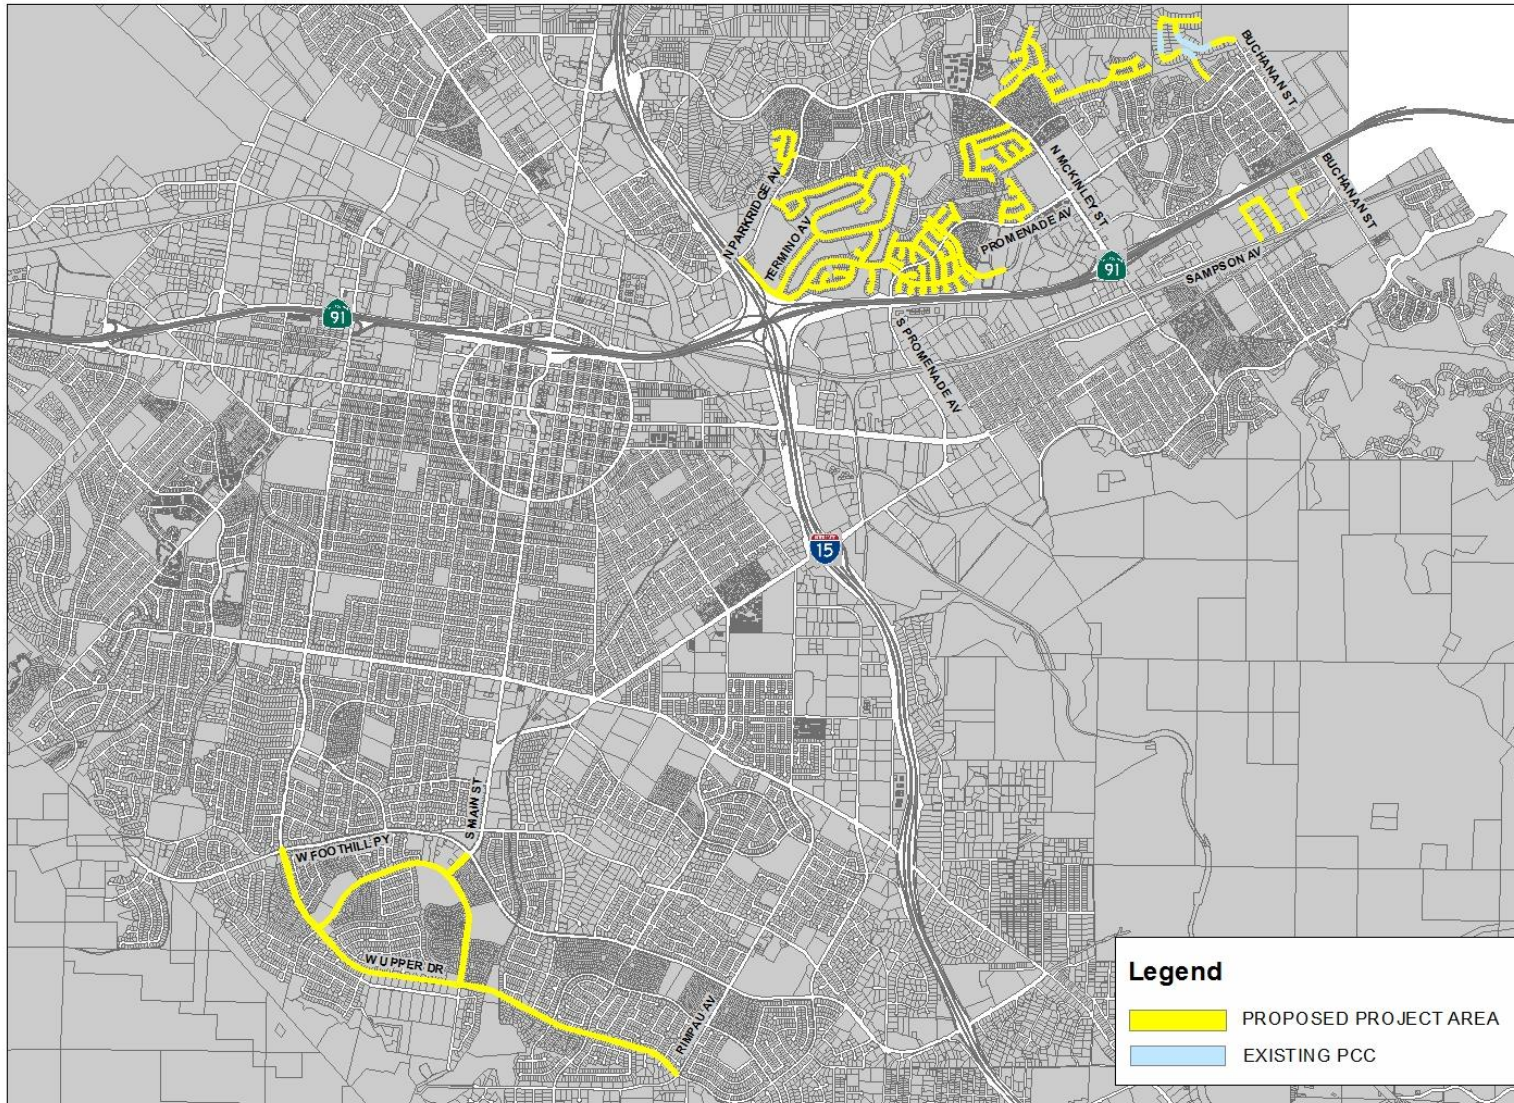 BUCHANAN ST
BUCHANAN ST
N MCKINLEY ST
N PARKRIDGE AV
TERMINO AV
PROMENADE AV
91
SAMPSON AV
91
S PROMENADE AV
15
S MAIN ST
W FOOTHILL PY
W UPPER DR
RIMPAU AV
Legend
PROPOSED PROJECT AREA
EXISTING PCC